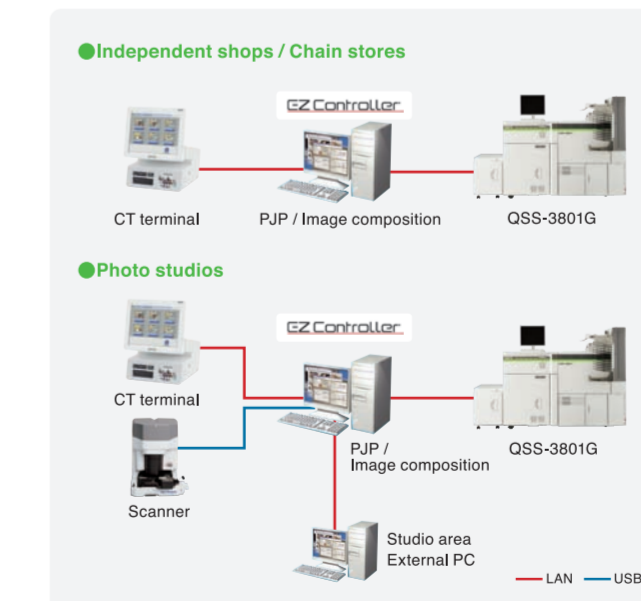 ●Independent shops / Chain stores
EZ Controller
CT terminal
PJP / Image composition
QSS-3801G
●Photo studios
EZ Controller
CT terminal
PJP /
Image composition
QSS-3801G
Scanner
Studio area
External PC
LAN
USB